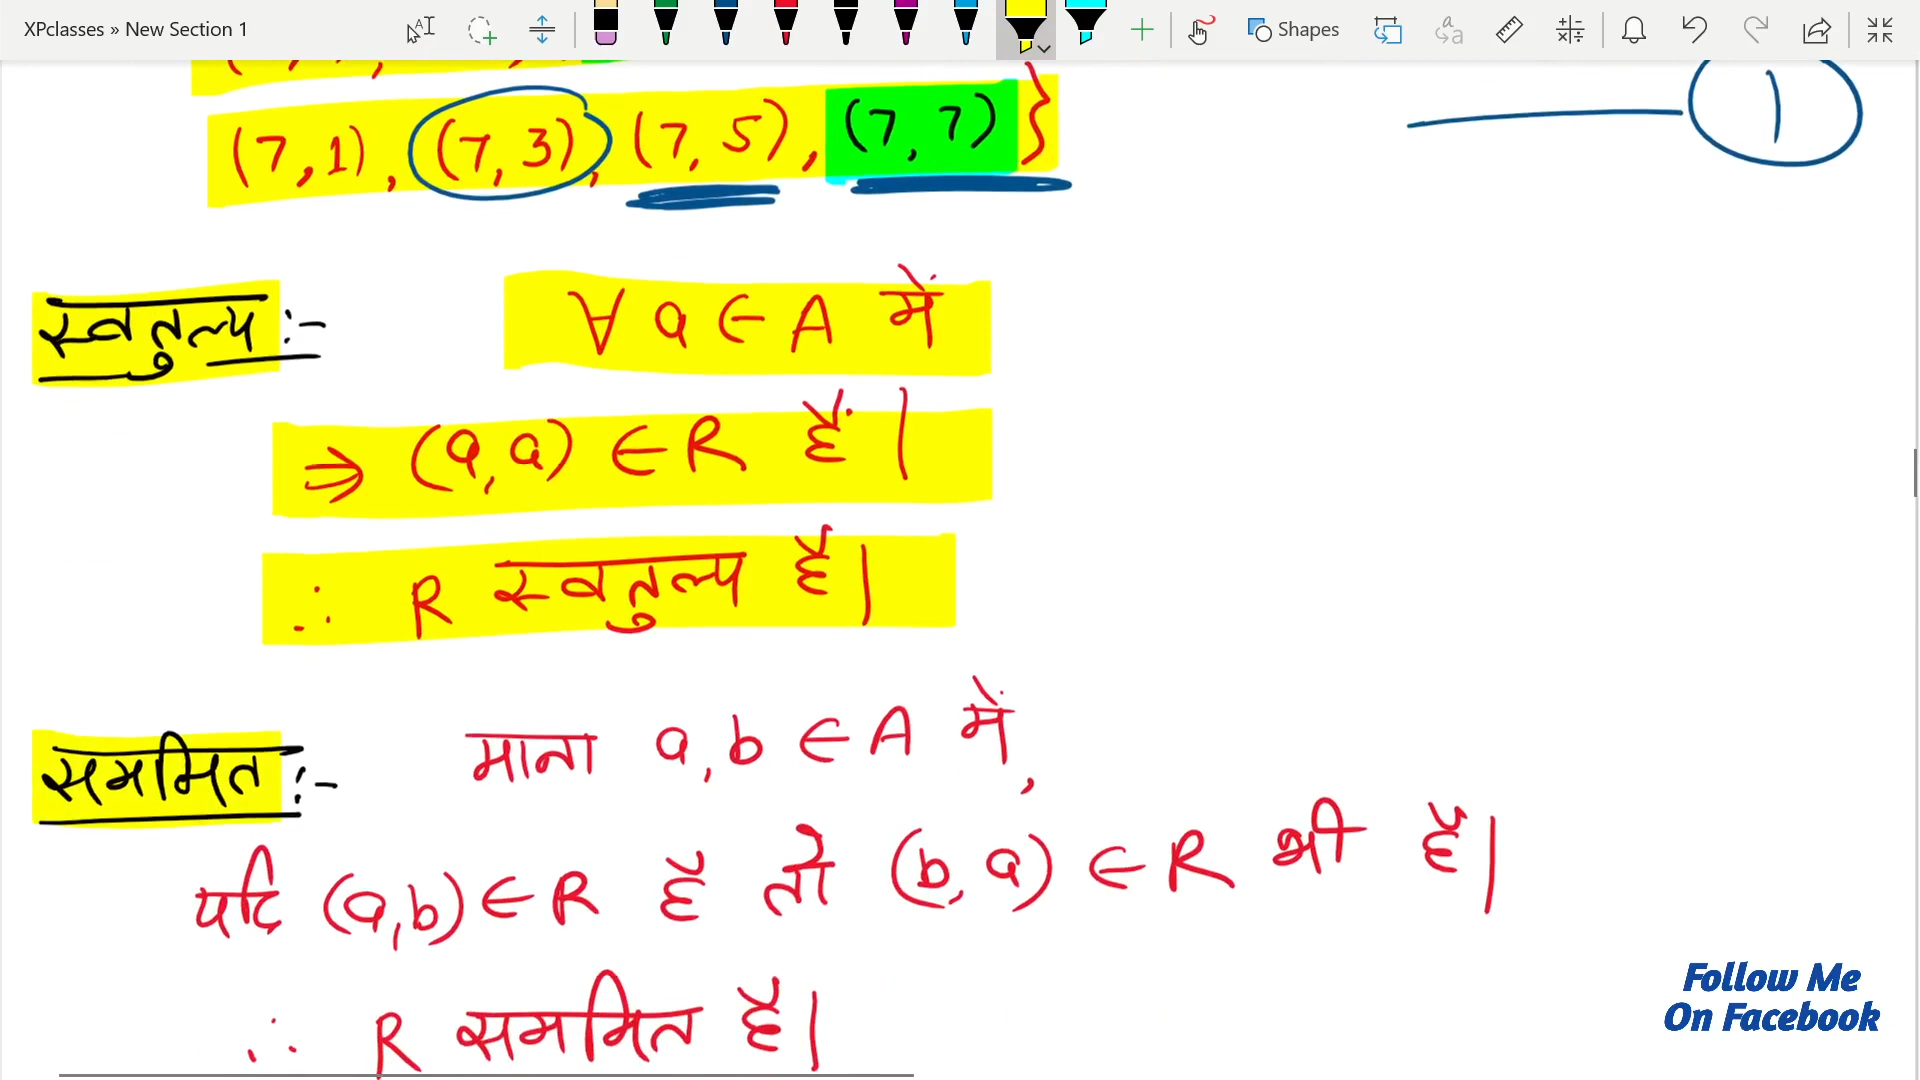 XPclasses » New Section 1
Shapes
(7,1), (7,3), (7,5), (7,7)}
1
स्वतुल्य :-
∀ a ∈ A में
⇒ (a,a) ∈ R है।
∴ R स्वतुल्य है।
सममित :-
माना a,b ∈ A में,
यदि (a,b) ∈ R है तो (b,a) ∈ R भी है।
∴ R सममित है।
Follow Me
On Facebook